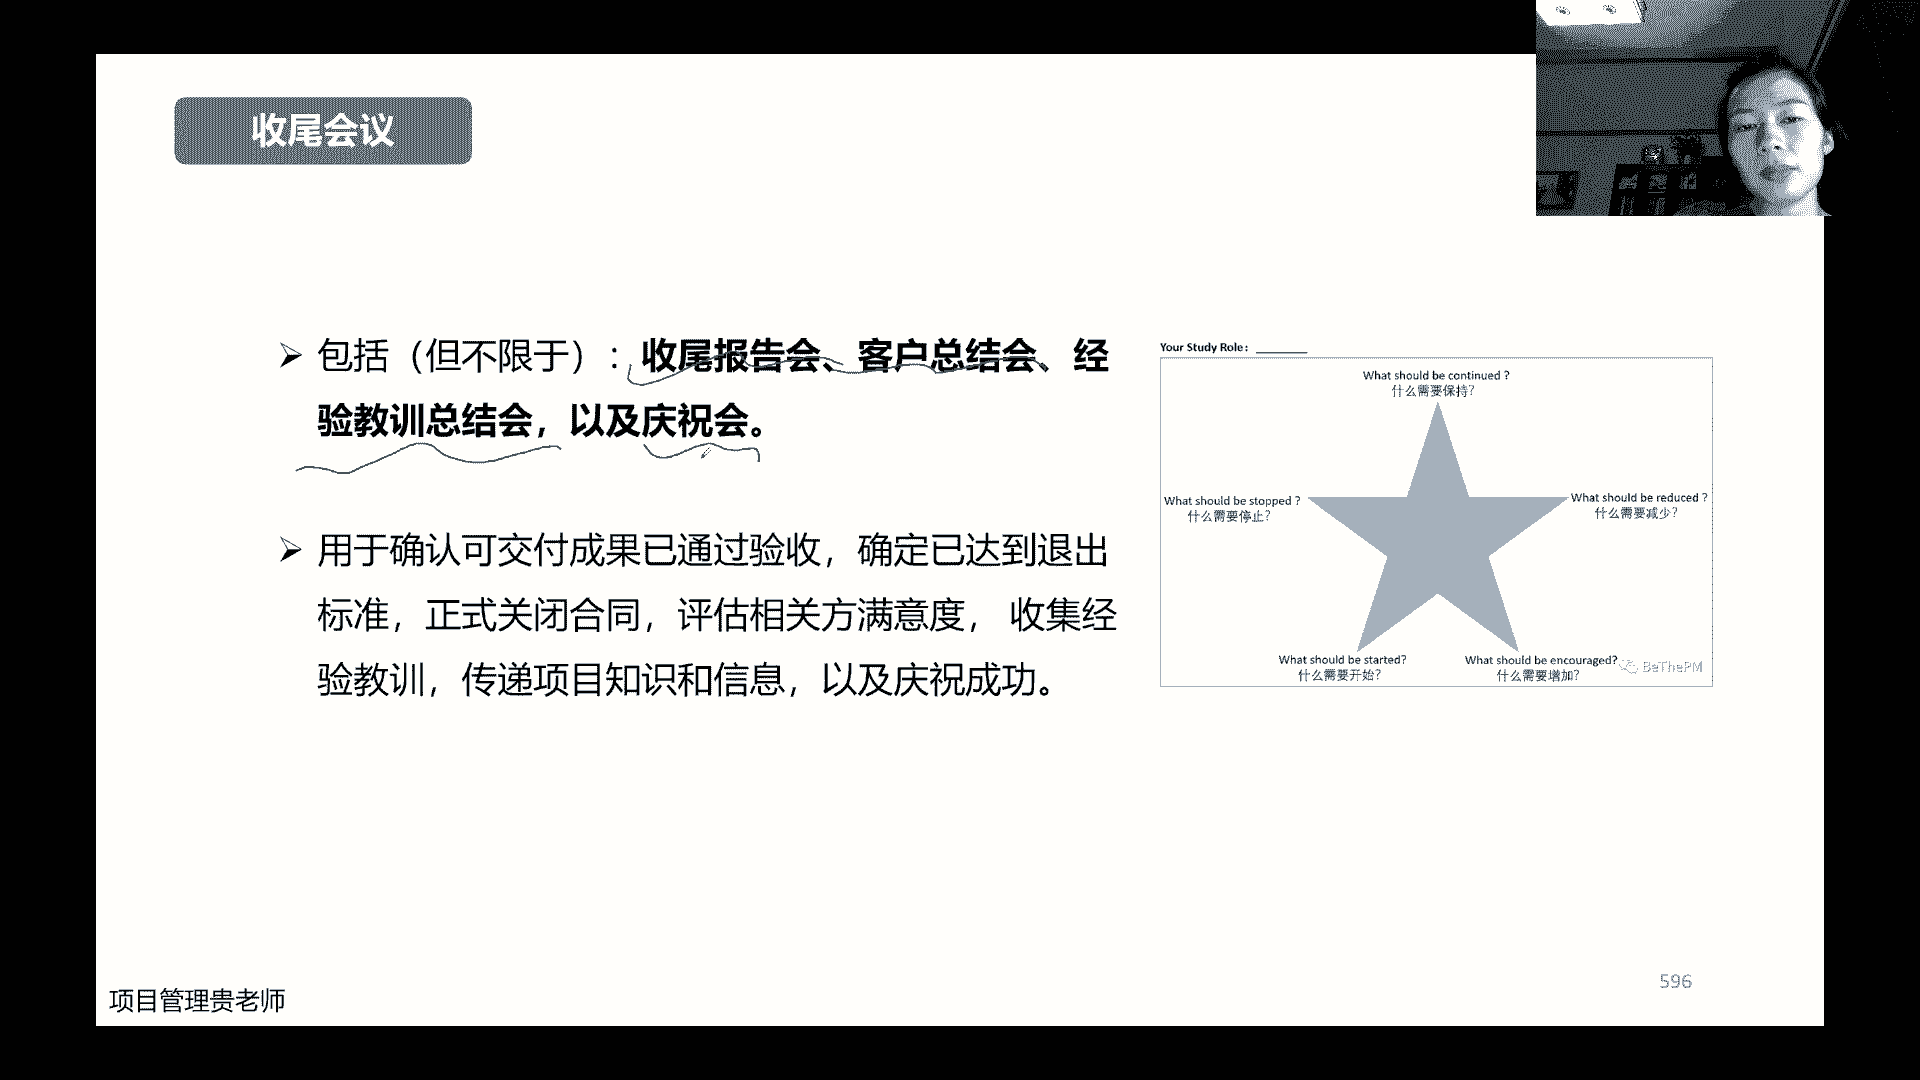 收尾会议
包括（但不限于）：收尾报告会、客户总结会、经
验教训总结会，以及庆祝会。
用于确认可交付成果已通过验收，确定已达到退出
标准，正式关闭合同，评估相关方满意度， 收集经
验教训，传递项目知识和信息，以及庆祝成功。
Your Study Role：
What should be continued ?
什么需要保持?
What should be stopped ?
什么需要停止?
What should be reduced ?
什么需要减少?
What should be started?
什么需要开始?
What should be encouraged?
什么需要增加?
BeThePM
596
项目管理贵老师